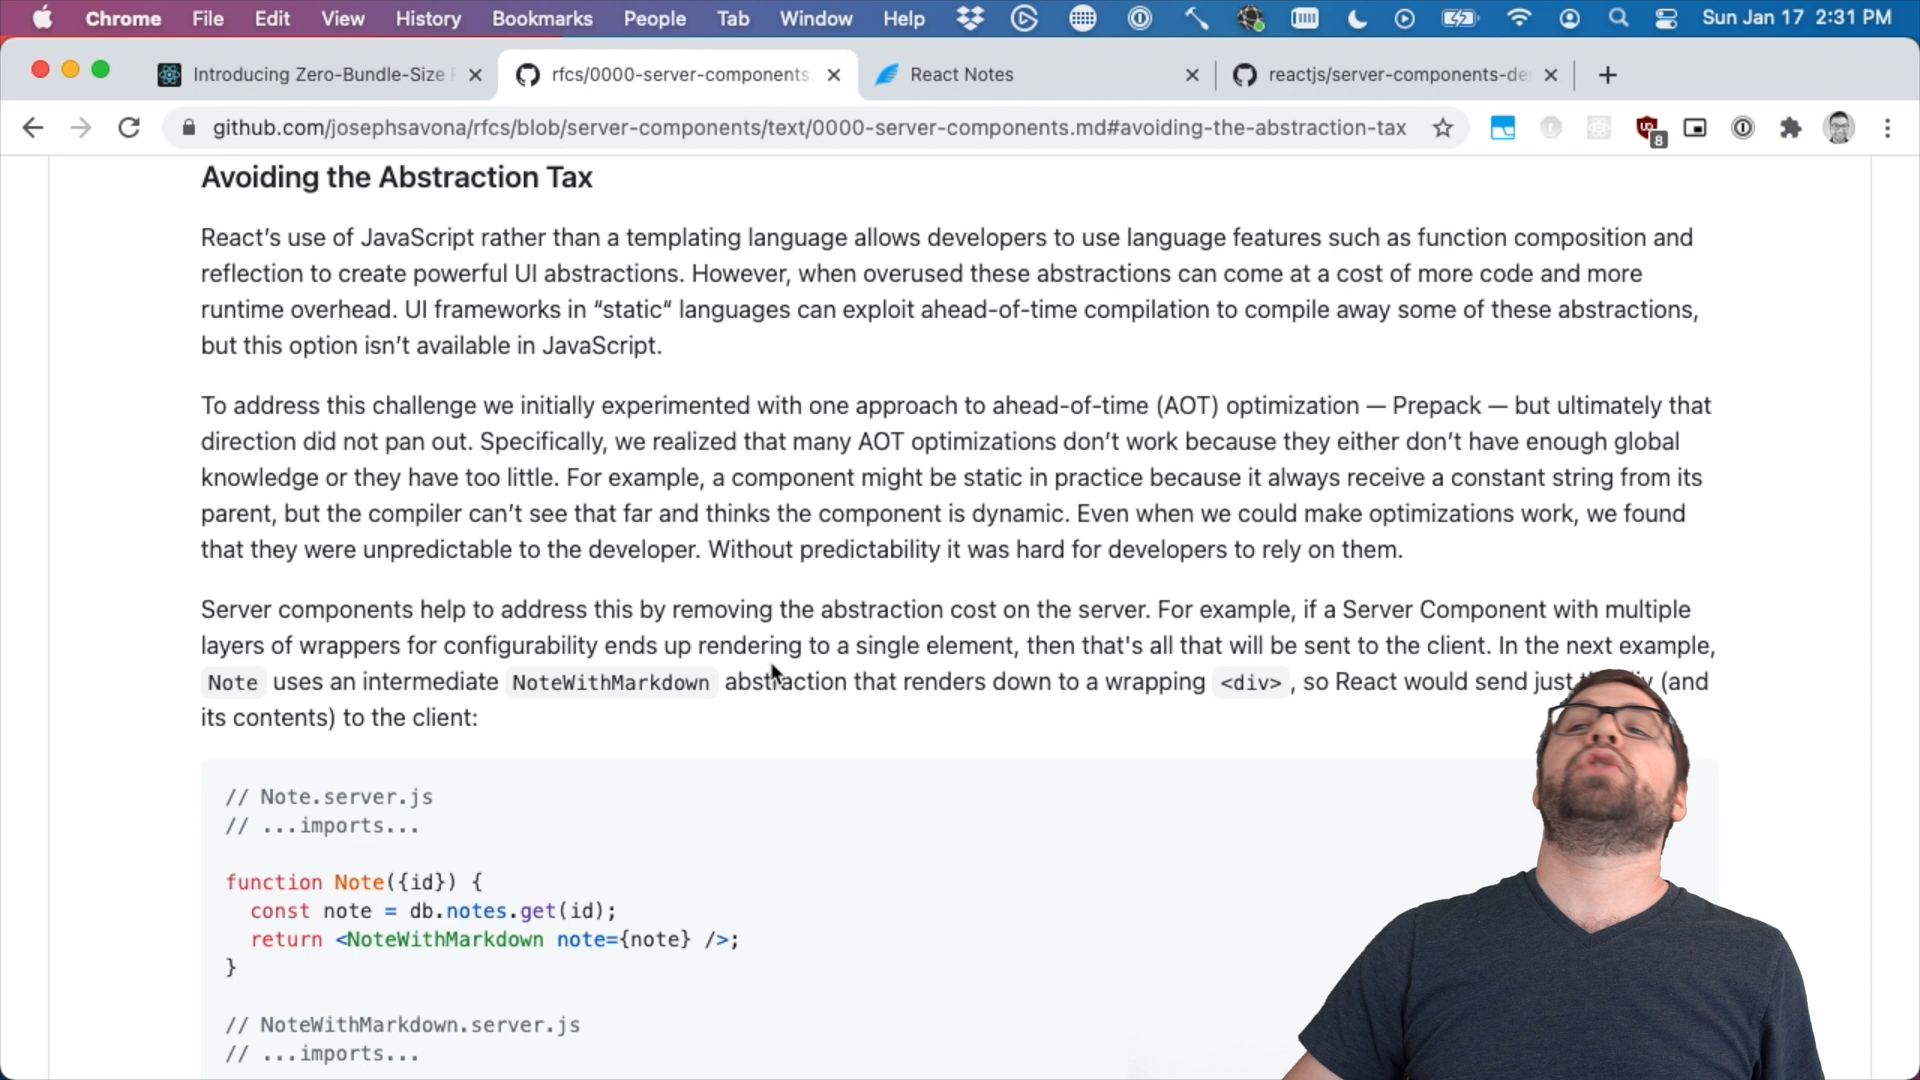 Chrome File Edit View History Bookmarks People Tab Window Help Sun Jan 17 2:31 PM
Introducing Zero-Bundle-Size rfcs/0000-server-components. React Notes reactjs/server-components-de
github.com/josephsavona/rfcs/blob/server-components/text/0000-server-components.md#avoiding-the-abstraction-tax
8
Avoiding the Abstraction Tax
React’s use of JavaScript rather than a templating language allows developers to use language features such as function composition and
reflection to create powerful UI abstractions. However, when overused these abstractions can come at a cost of more code and more
runtime overhead. UI frameworks in “static“ languages can exploit ahead-of-time compilation to compile away some of these abstractions,
but this option isn’t available in JavaScript.
To address this challenge we initially experimented with one approach to ahead-of-time (AOT) optimization — Prepack — but ultimately that
direction did not pan out. Specifically, we realized that many AOT optimizations don’t work because they either don’t have enough global
knowledge or they have too little. For example, a component might be static in practice because it always receive a constant string from its
parent, but the compiler can’t see that far and thinks the component is dynamic. Even when we could make optimizations work, we found
that they were unpredictable to the developer. Without predictability it was hard for developers to rely on them.
Server components help to address this by removing the abstraction cost on the server. For example, if a Server Component with multiple
layers of wrappers for configurability ends up rendering to a single element, then that's all that will be sent to the client. In the next example,
Note uses an intermediate NoteWithMarkdown abstraction that renders down to a wrapping <div>, so React would send just (and
its contents) to the client:
// Note.server.js
// ...imports...
function Note({id}) {
const note = db.notes.get(id);
return <NoteWithMarkdown note={note} />;
}
// NoteWithMarkdown.server.js
// ...imports...